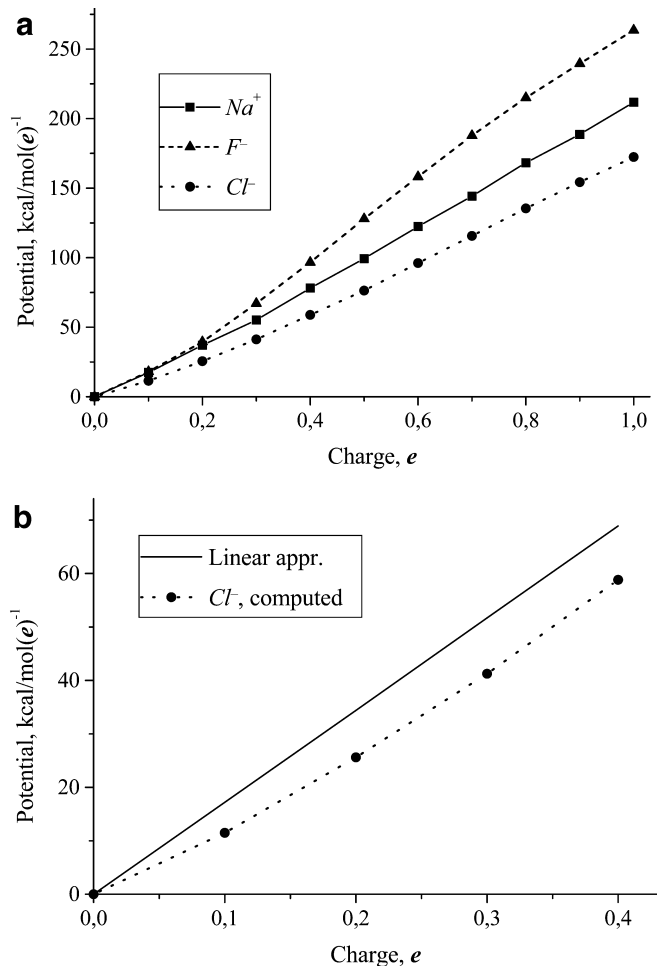 a
250
200
150
100
50
0
Potential, kcal/mol(e)⁻¹
Na⁺
F⁻
Cl⁻
0,0 0,2 0,4 0,6 0,8 1,0
Charge, e
b
60
40
20
0
Potential, kcal/mol(e)⁻¹
Linear appr.
Cl⁻, computed
0,0 0,1 0,2 0,3 0,4
Charge, e